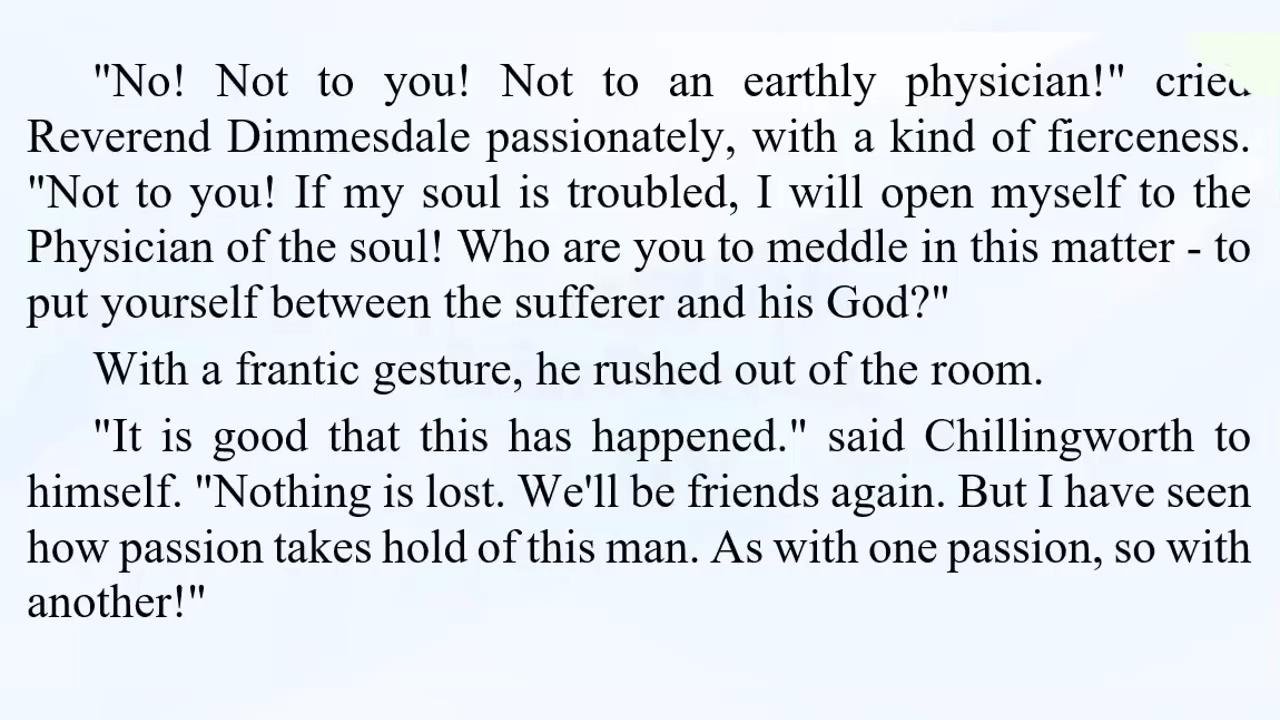 "No! Not to you! Not to an earthly physician!" cried
Reverend Dimmesdale passionately, with a kind of fierceness.
"Not to you! If my soul is troubled, I will open myself to the
Physician of the soul! Who are you to meddle in this matter - to
put yourself between the sufferer and his God?"
With a frantic gesture, he rushed out of the room.
"It is good that this has happened." said Chillingworth to
himself. "Nothing is lost. We'll be friends again. But I have seen
how passion takes hold of this man. As with one passion, so with
another!"